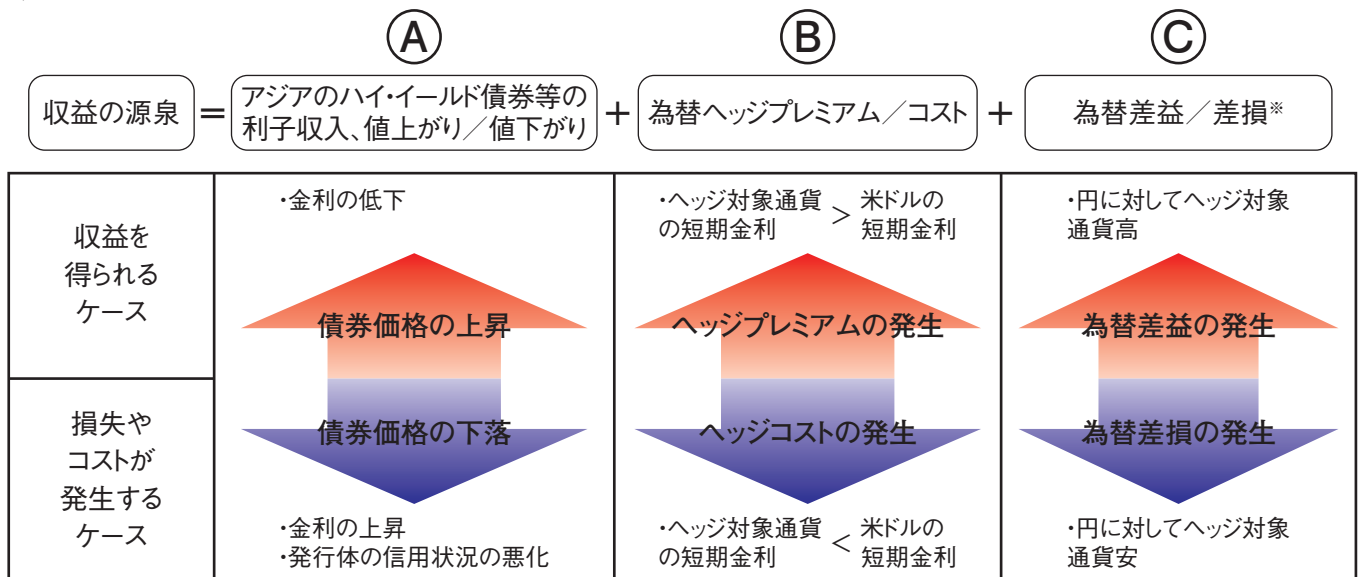 Ⓐ
Ⓑ
Ⓒ
収益の源泉
=
アジアのハイ・イールド債券等の
利子収入、値上がり／値下がり
+
為替ヘッジプレミアム／コスト
+
為替差益／差損※
収益を
得られる
ケース
・金利の低下
債券価格の上昇
・ヘッジ対象通貨
の短期金利
>
米ドルの
短期金利
ヘッジプレミアムの発生
・円に対してヘッジ対象
通貨高
為替差益の発生
損失や
コストが
発生する
ケース
債券価格の下落
・金利の上昇
・発行体の信用状況の悪化
ヘッジコストの発生
・ヘッジ対象通貨
の短期金利
<
米ドルの
短期金利
為替差損の発生
・円に対してヘッジ対象
通貨安